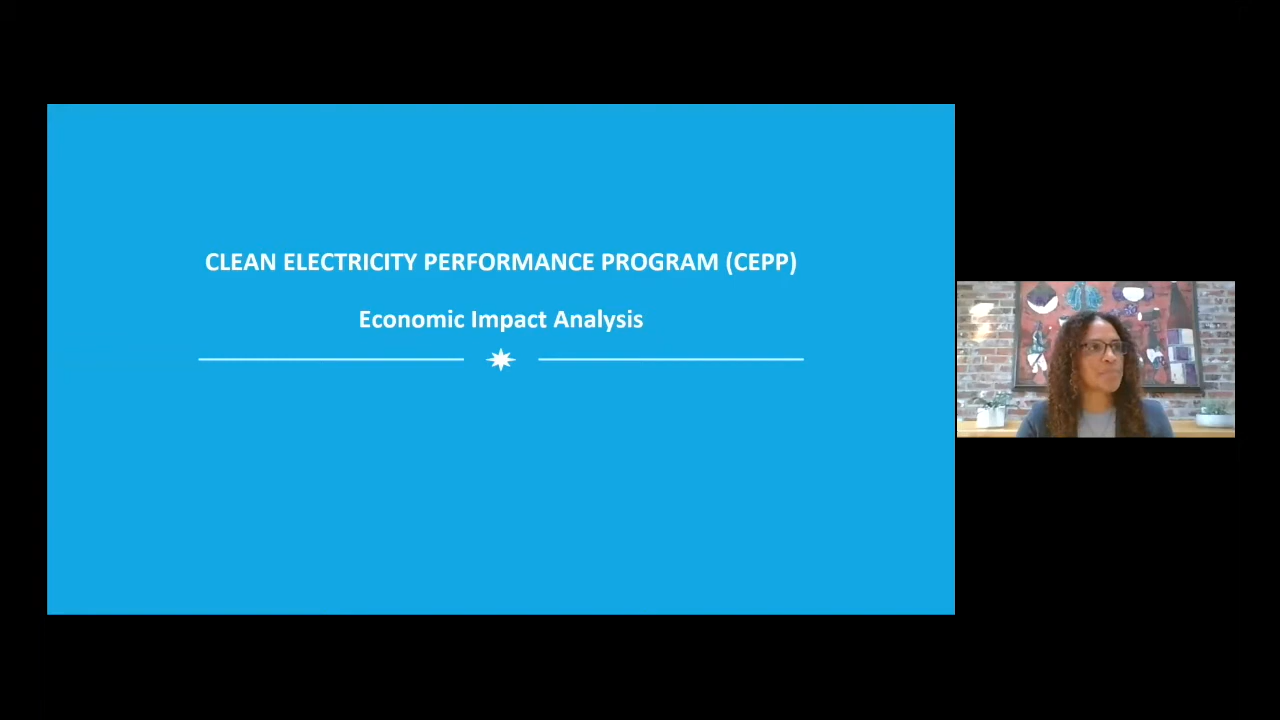 CLEAN ELECTRICITY PERFORMANCE PROGRAM (CEPP)
Economic Impact Analysis